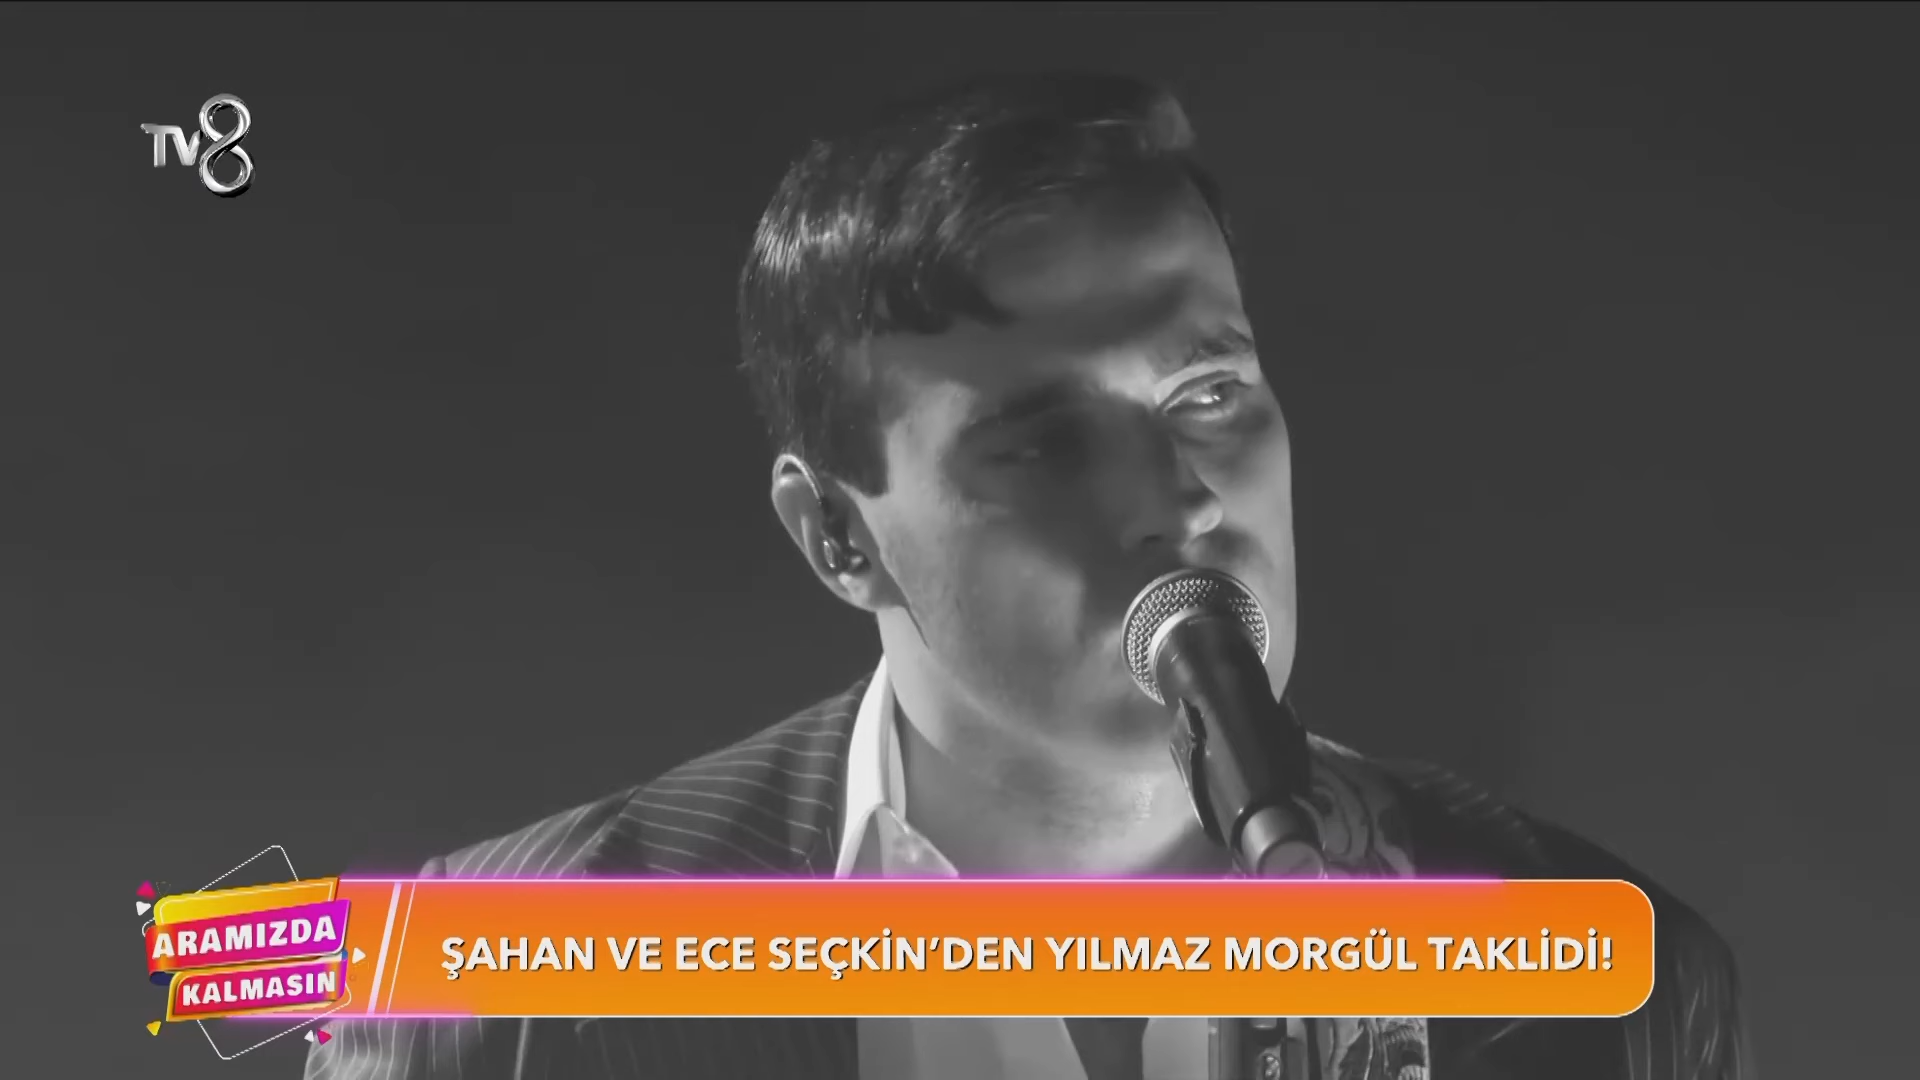 TV8
ARAMIZDA
KALMASIN
ŞAHAN VE ECE SEÇKİN'DEN YILMAZ MORGÜL TAKLİDİ!